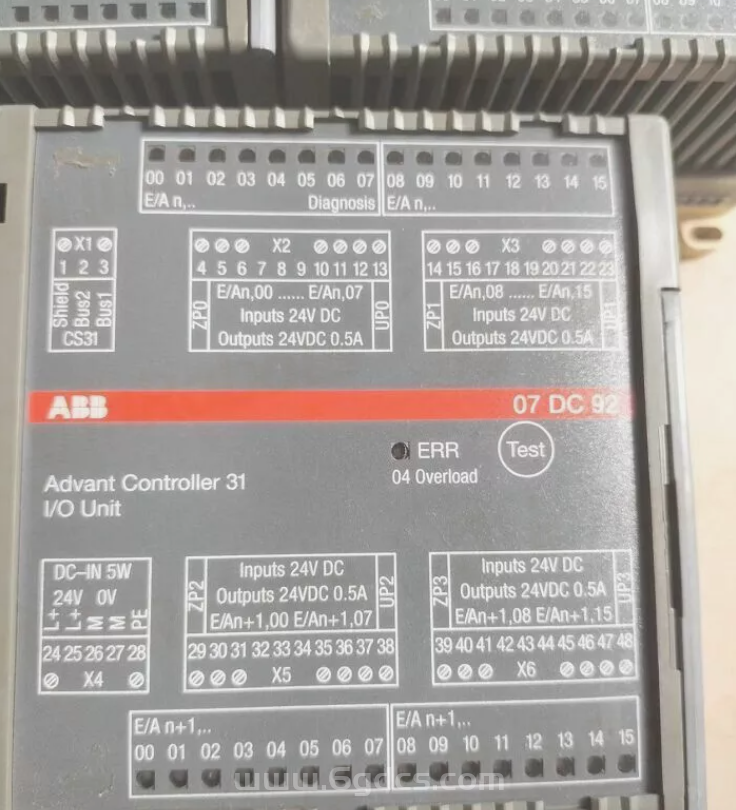 00 01 02 03 04 05 06 07 08 09 10 11 12 13 14 15
E/A n,.. Diagnosis E/A n,..
X1 X2 X3
1 2 3 4 5 6 7 8 9 10 11 12 13 14 15 16 17 18 19 20 21 22 23
Shield
Bus2
Bus1
CS31
ZP0
E/An,00 ...... E/An,07
Inputs 24V DC
Outputs 24VDC 0.5A
UP0
ZP1
E/An,08 ...... E/An,15
Inputs 24V DC
Outputs 24VDC 0.5A
UP1
ABB 07 DC 92
ERR Test
04 Overload
Advant Controller 31
I/O Unit
DC-IN 5W
24V 0V
L+ L+ M M PE
24 25 26 27 28
X4
ZP2
Inputs 24V DC
Outputs 24VDC 0.5A
E/An+1,00 E/An+1,07
UP2
29 30 31 32 33 34 35 36 37 38
X5
ZP3
Inputs 24V DC
Outputs 24VDC 0.5A
E/An+1,08 E/An+1,15
UP3
39 40 41 42 43 44 45 46 47 48
X6
E/A n+1,.. E/A n+1,..
00 01 02 03 04 05 06 07 08 09 10 11 12 13 14 15
www.6gdcs.com